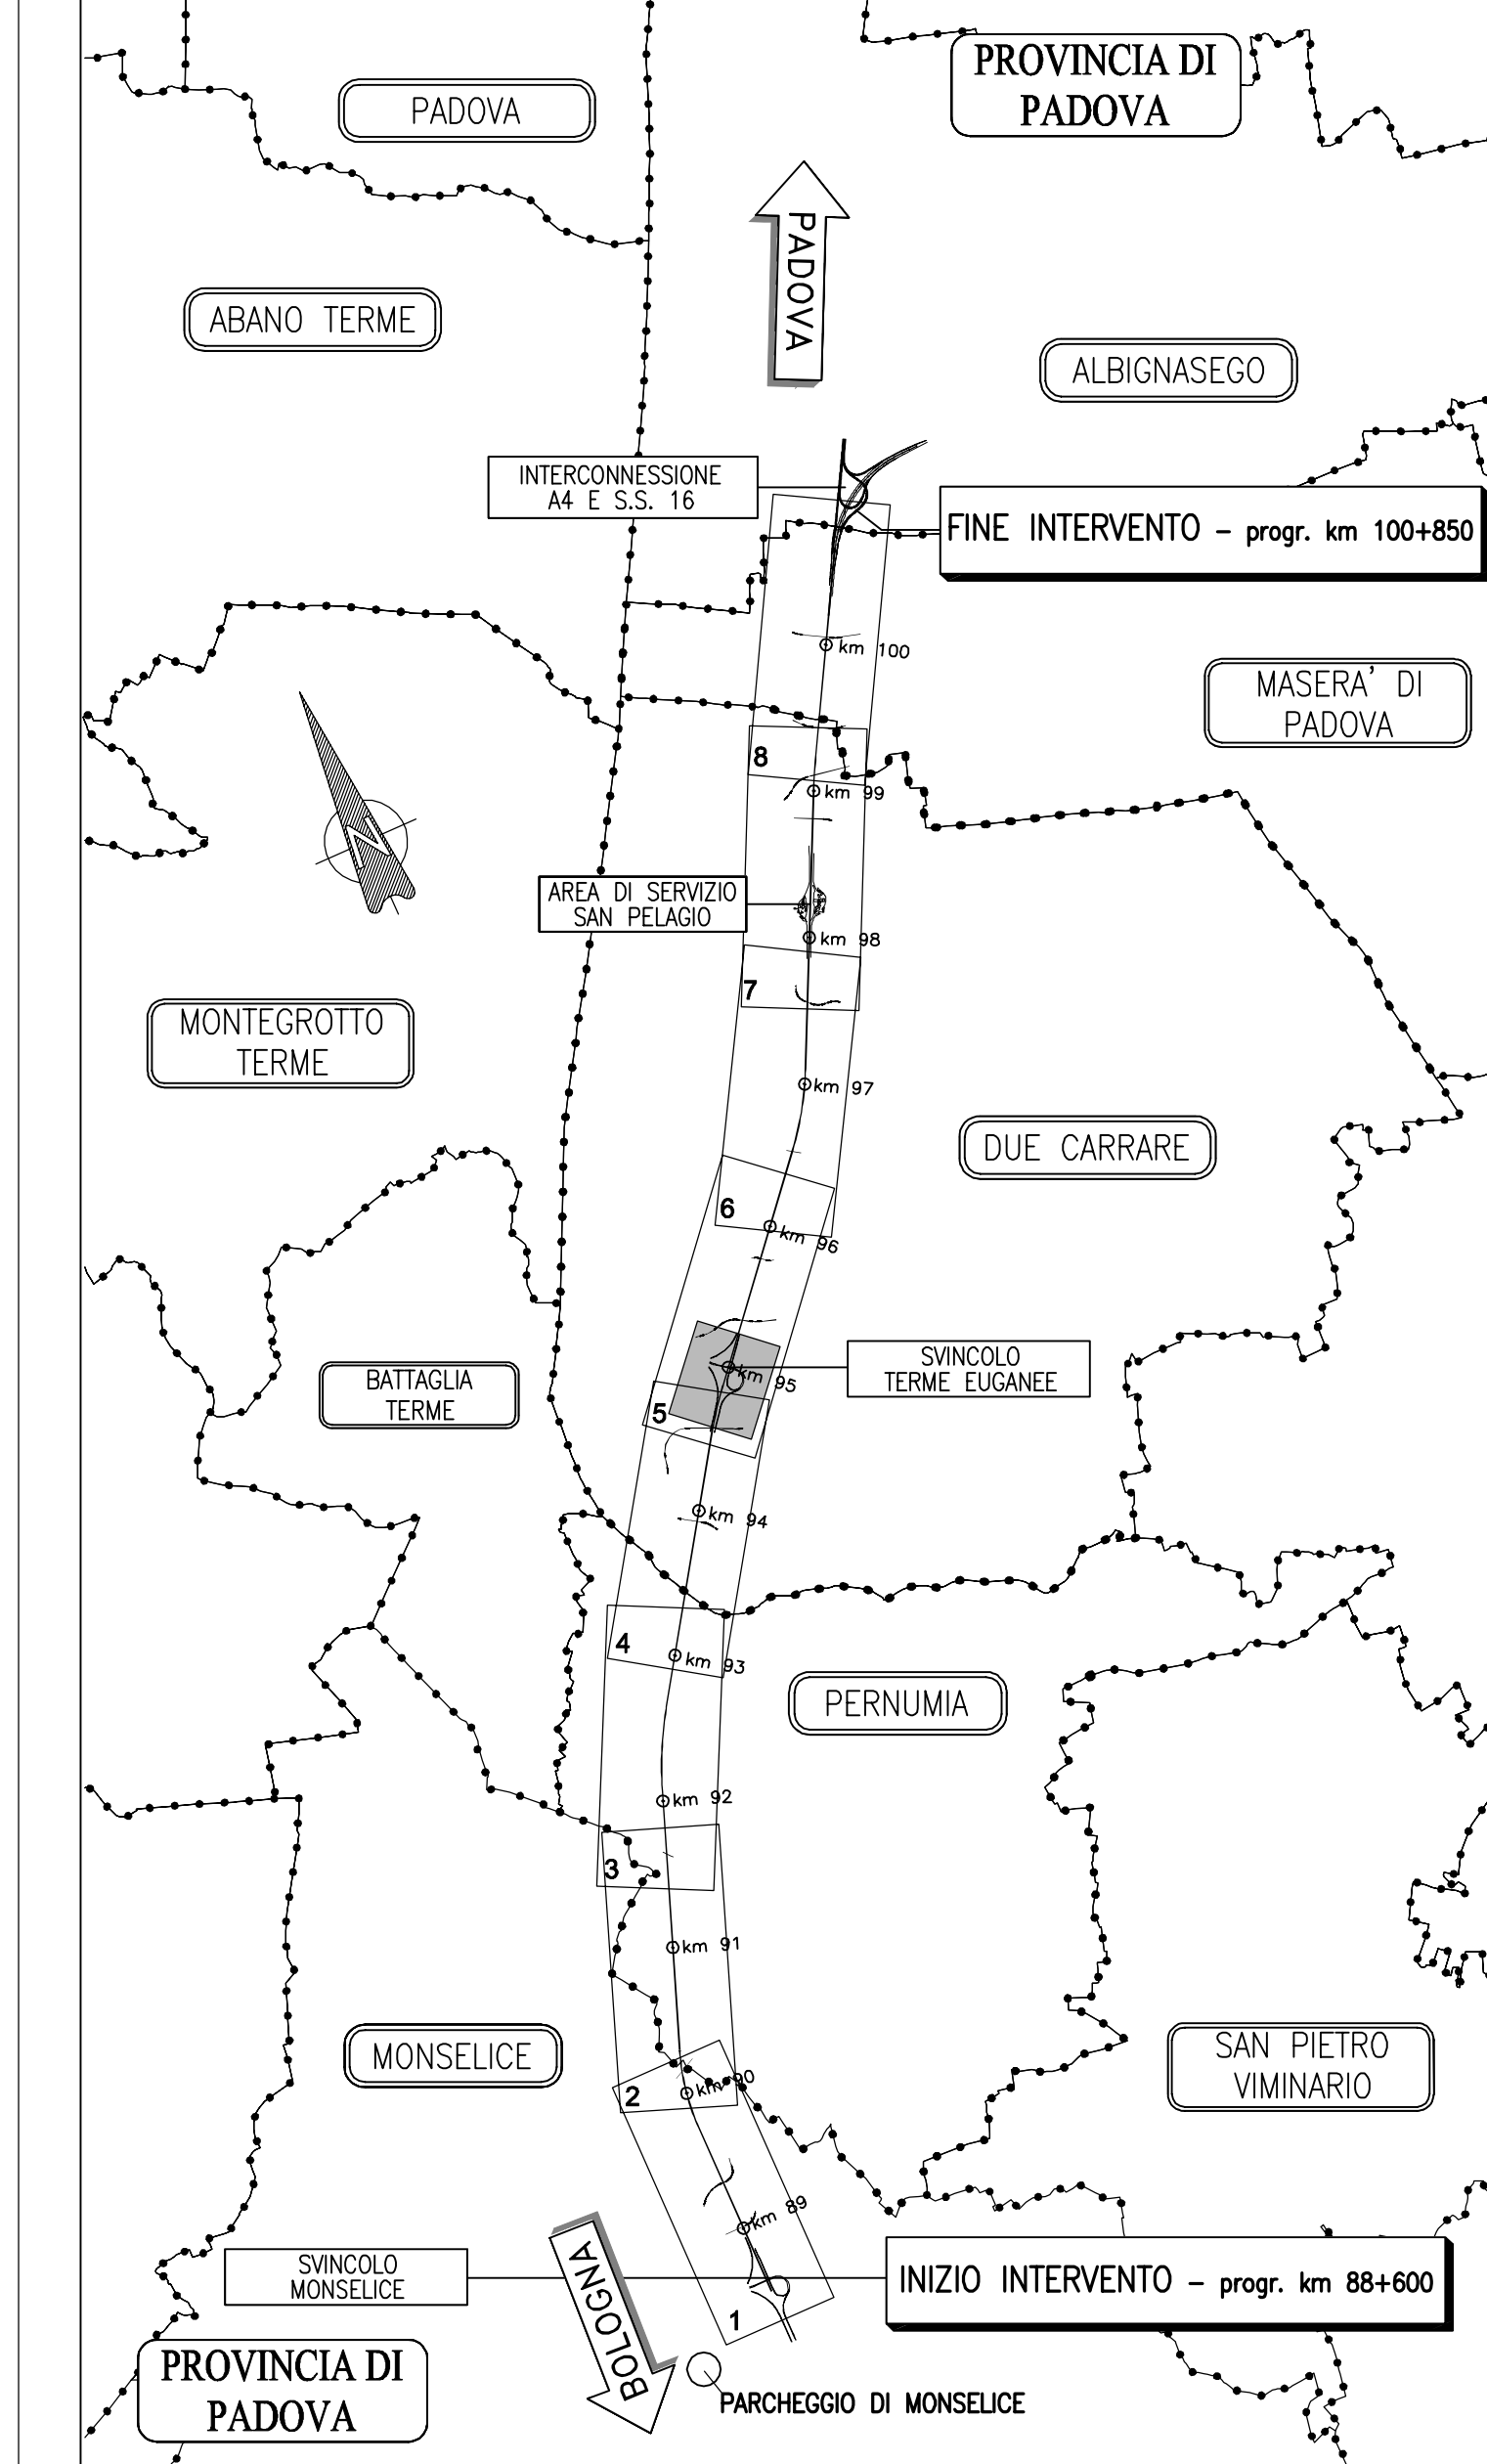 PROVINCIA DI
PADOVA
PADOVA
PADOVA
ABANO TERME
ALBIGNASEGO
INTERCONNESSIONE
A4 E S.S. 16
FINE INTERVENTO - progr. km 100+850
km 100
MASERA' DI
PADOVA
8
km 99
N
AREA DI SERVIZIO
SAN PELAGIO
km 98
7
MONTEGROTTO
TERME
km 97
DUE CARRARE
6
km 96
SVINCOLO
TERME EUGANEE
km 95
BATTAGLIA
TERME
5
km 94
4
km 93
PERNUMIA
km 92
3
km 91
MONSELICE
SAN PIETRO
VIMINARIO
2
km 90
km 89
SVINCOLO
MONSELICE
BOLOGNA
INIZIO INTERVENTO - progr. km 88+600
1
PROVINCIA DI
PADOVA
PARCHEGGIO DI MONSELICE